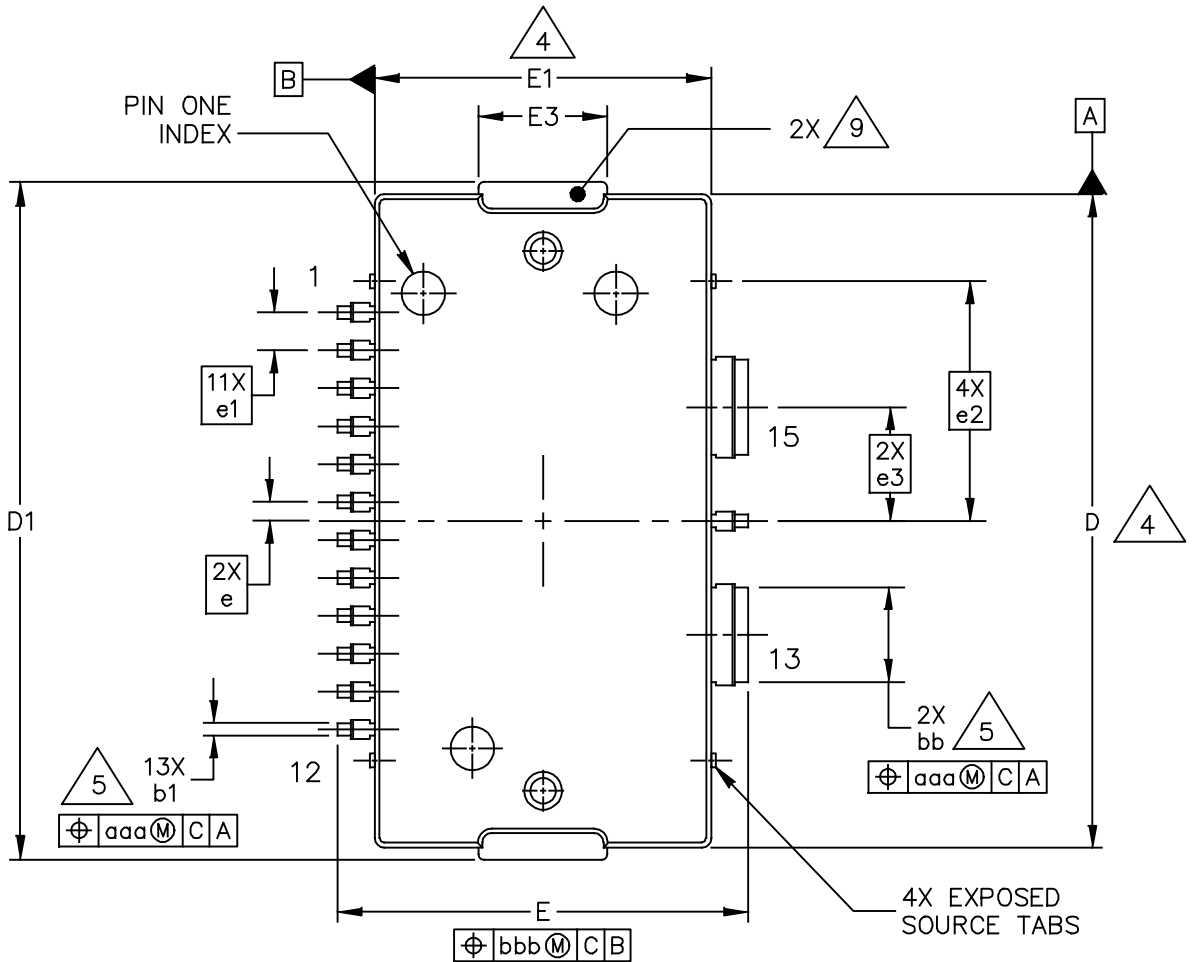 4
B
E1
PIN ONE
INDEX
E3
2X 9
A
1
11X
e1
4X
e2
15
2X
e3
D1
D 4
2X
e
13
2X
bb 5
⌖ aaa Ⓜ C A
5 13X
b1
12
⌖ aaa Ⓜ C A
4X EXPOSED
SOURCE TABS
E
⌖ bbb Ⓜ C B